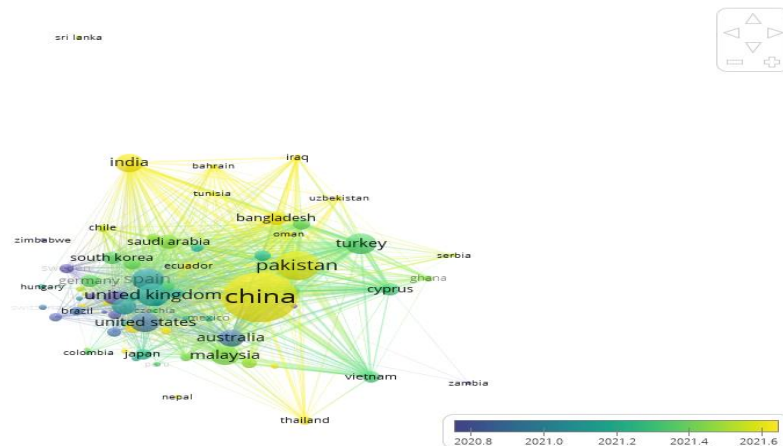 sri lanka
india
bahrain
iraq
tunisia
uzbekistan
bangladesh
chile
oman
zimbabwe
saudi arabia
turkey
south korea
ecuador
pakistan
serbia
germany
spain
ghana
hungary
united kingdom
china
cyprus
brazil
czechia
mexico
united states
australia
colombia
japan
malaysia
peru
vietnam
zambia
nepal
thailand
2020.8 2021.0 2021.2 2021.4 2021.6